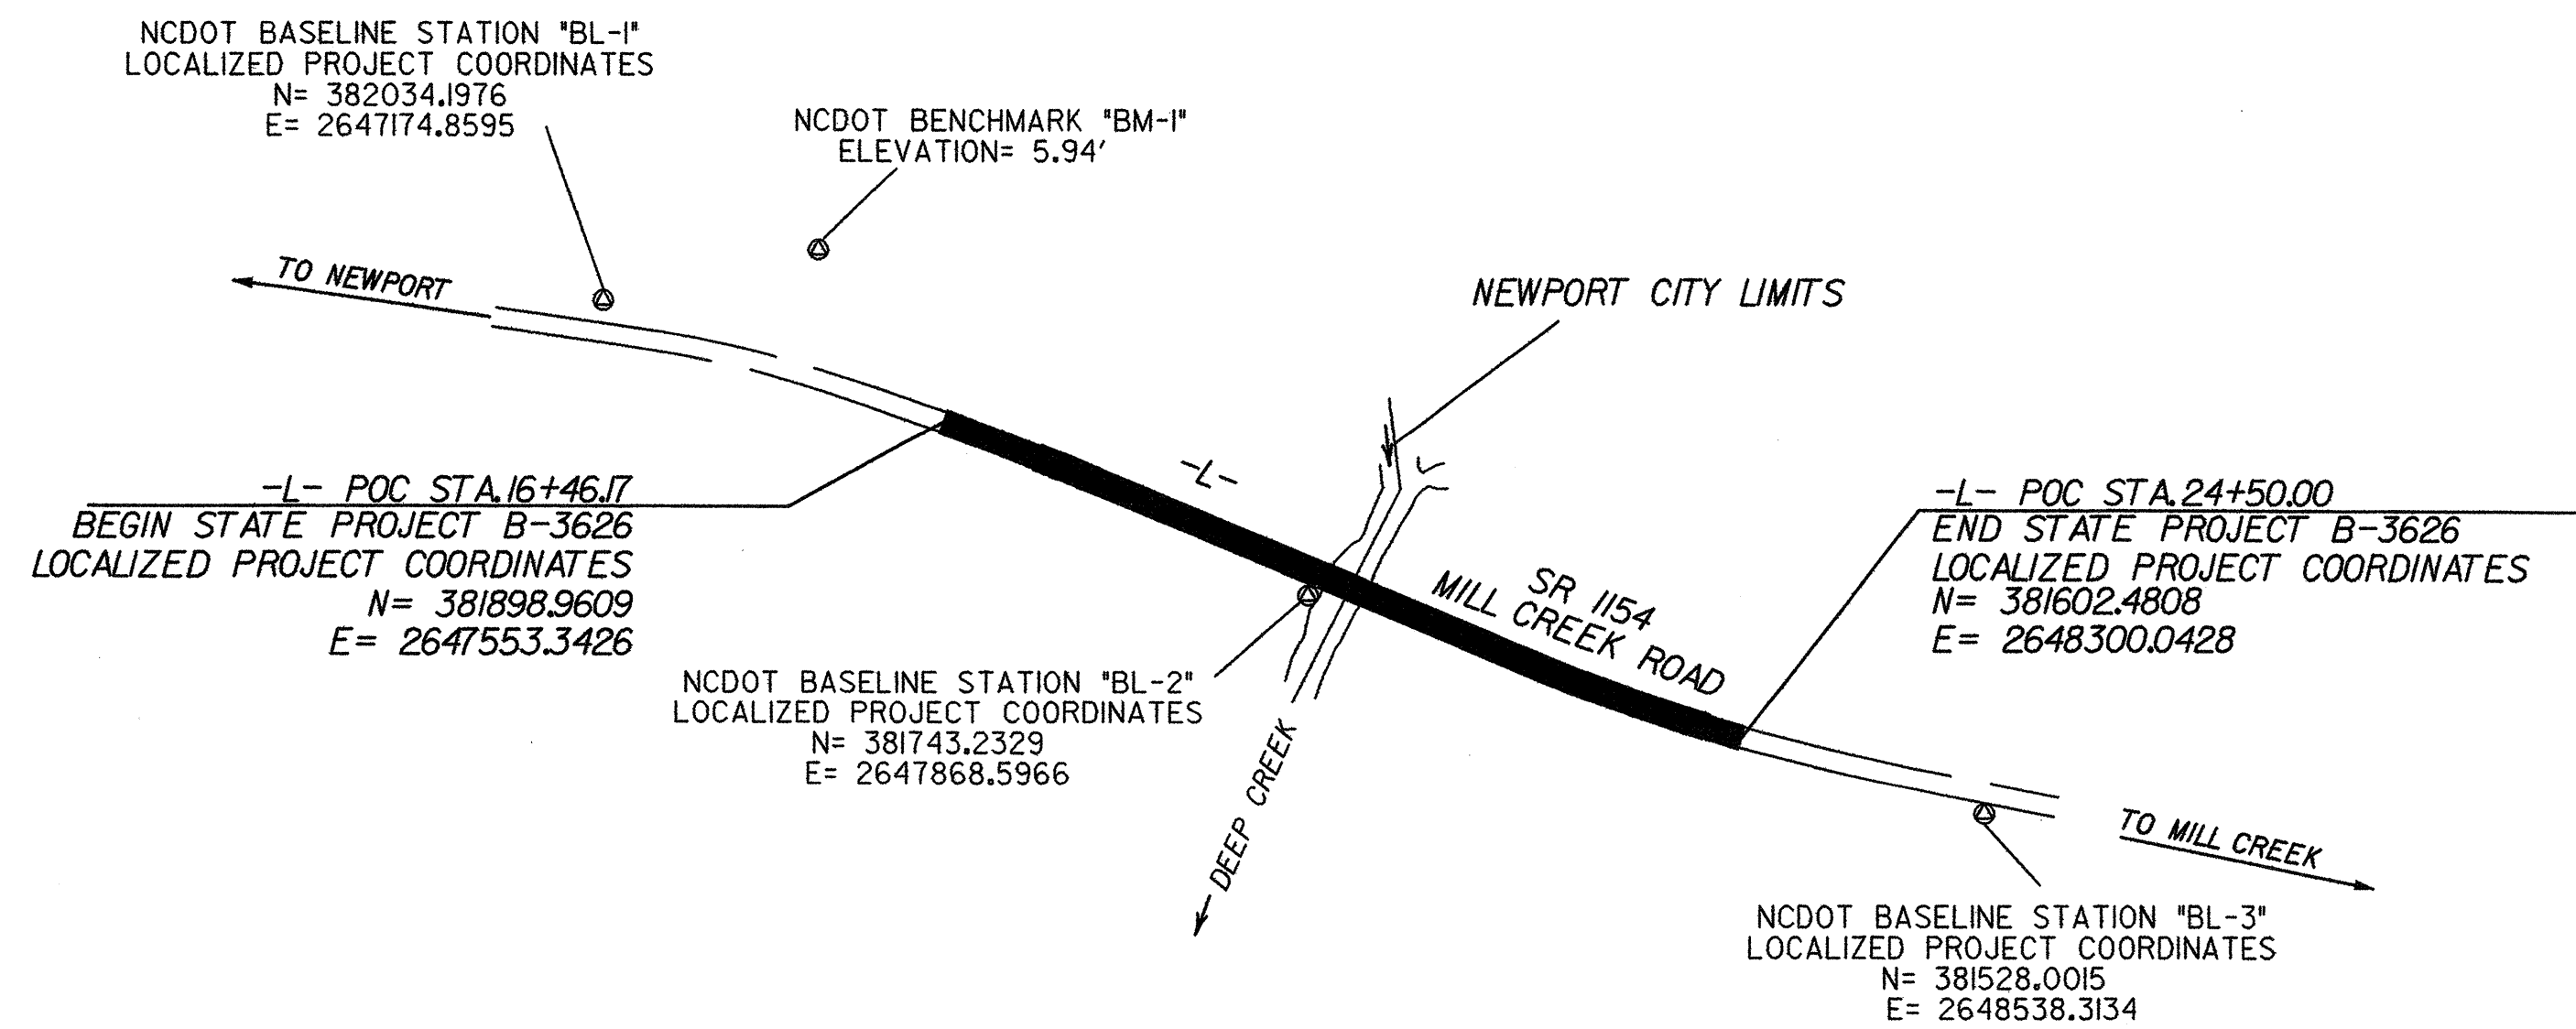 NCDOT BASELINE STATION "BL-1"
LOCALIZED PROJECT COORDINATES
N= 382034.1976
E= 2647174.8595
NCDOT BENCHMARK "BM-1"
ELEVATION= 5.94'
TO NEWPORT
NEWPORT CITY LIMITS
-L-
-L- POC STA.16+46.17
BEGIN STATE PROJECT B-3626
LOCALIZED PROJECT COORDINATES
N= 381898.9609
E= 2647553.3426
-L- POC STA.24+50.00
END STATE PROJECT B-3626
LOCALIZED PROJECT COORDINATES
N= 381602.4808
E= 2648300.0428
SR 1154
MILL CREEK ROAD
NCDOT BASELINE STATION "BL-2"
LOCALIZED PROJECT COORDINATES
N= 381743.2329
E= 2647868.5966
DEEP CREEK
TO MILL CREEK
NCDOT BASELINE STATION "BL-3"
LOCALIZED PROJECT COORDINATES
N= 381528.0015
E= 2648538.3134